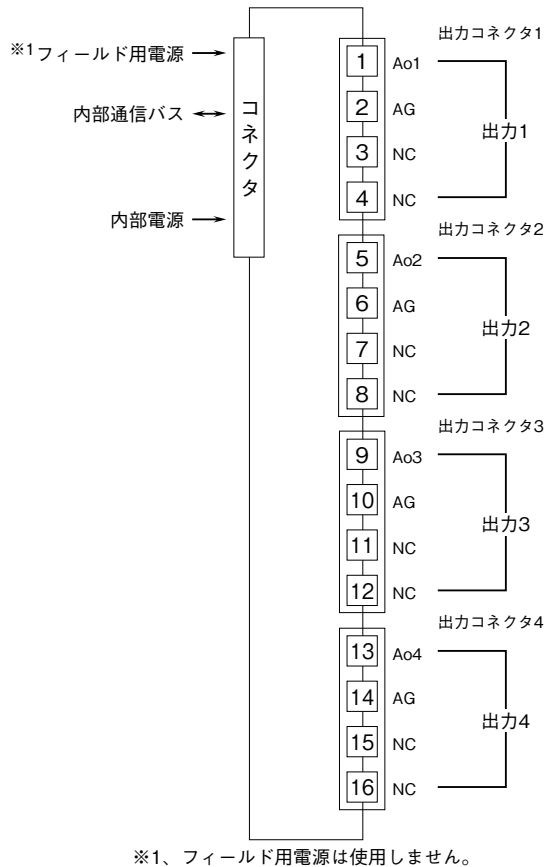 ※1フィールド用電源
内部通信バス
内部電源
コネクタ
出力コネクタ1
1 Ao1
2 AG
3 NC
4 NC
出力1
出力コネクタ2
5 Ao2
6 AG
7 NC
8 NC
出力2
出力コネクタ3
9 Ao3
10 AG
11 NC
12 NC
出力3
出力コネクタ4
13 Ao4
14 AG
15 NC
16 NC
出力4
※1、フィールド用電源は使用しません。